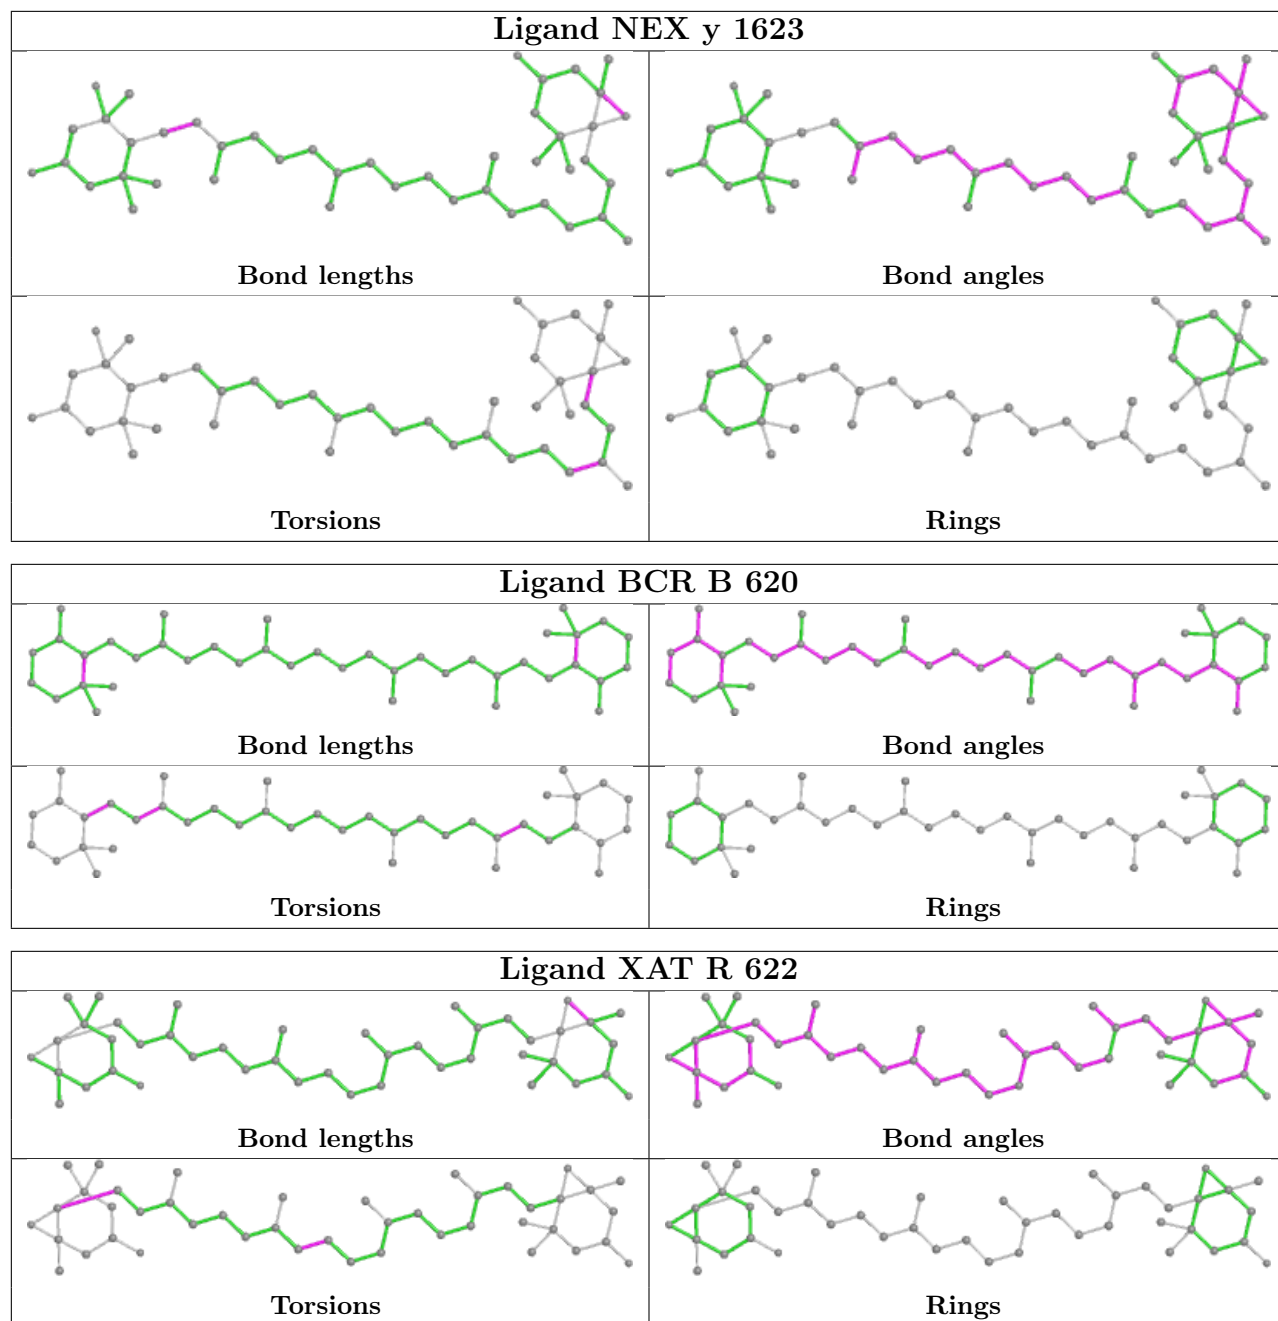 Ligand NEX y 1623
Bond lengths
Bond angles
Torsions
Rings
Ligand BCR B 620
Bond lengths
Bond angles
Torsions
Rings
Ligand XAT R 622
Bond lengths
Bond angles
Torsions
Rings